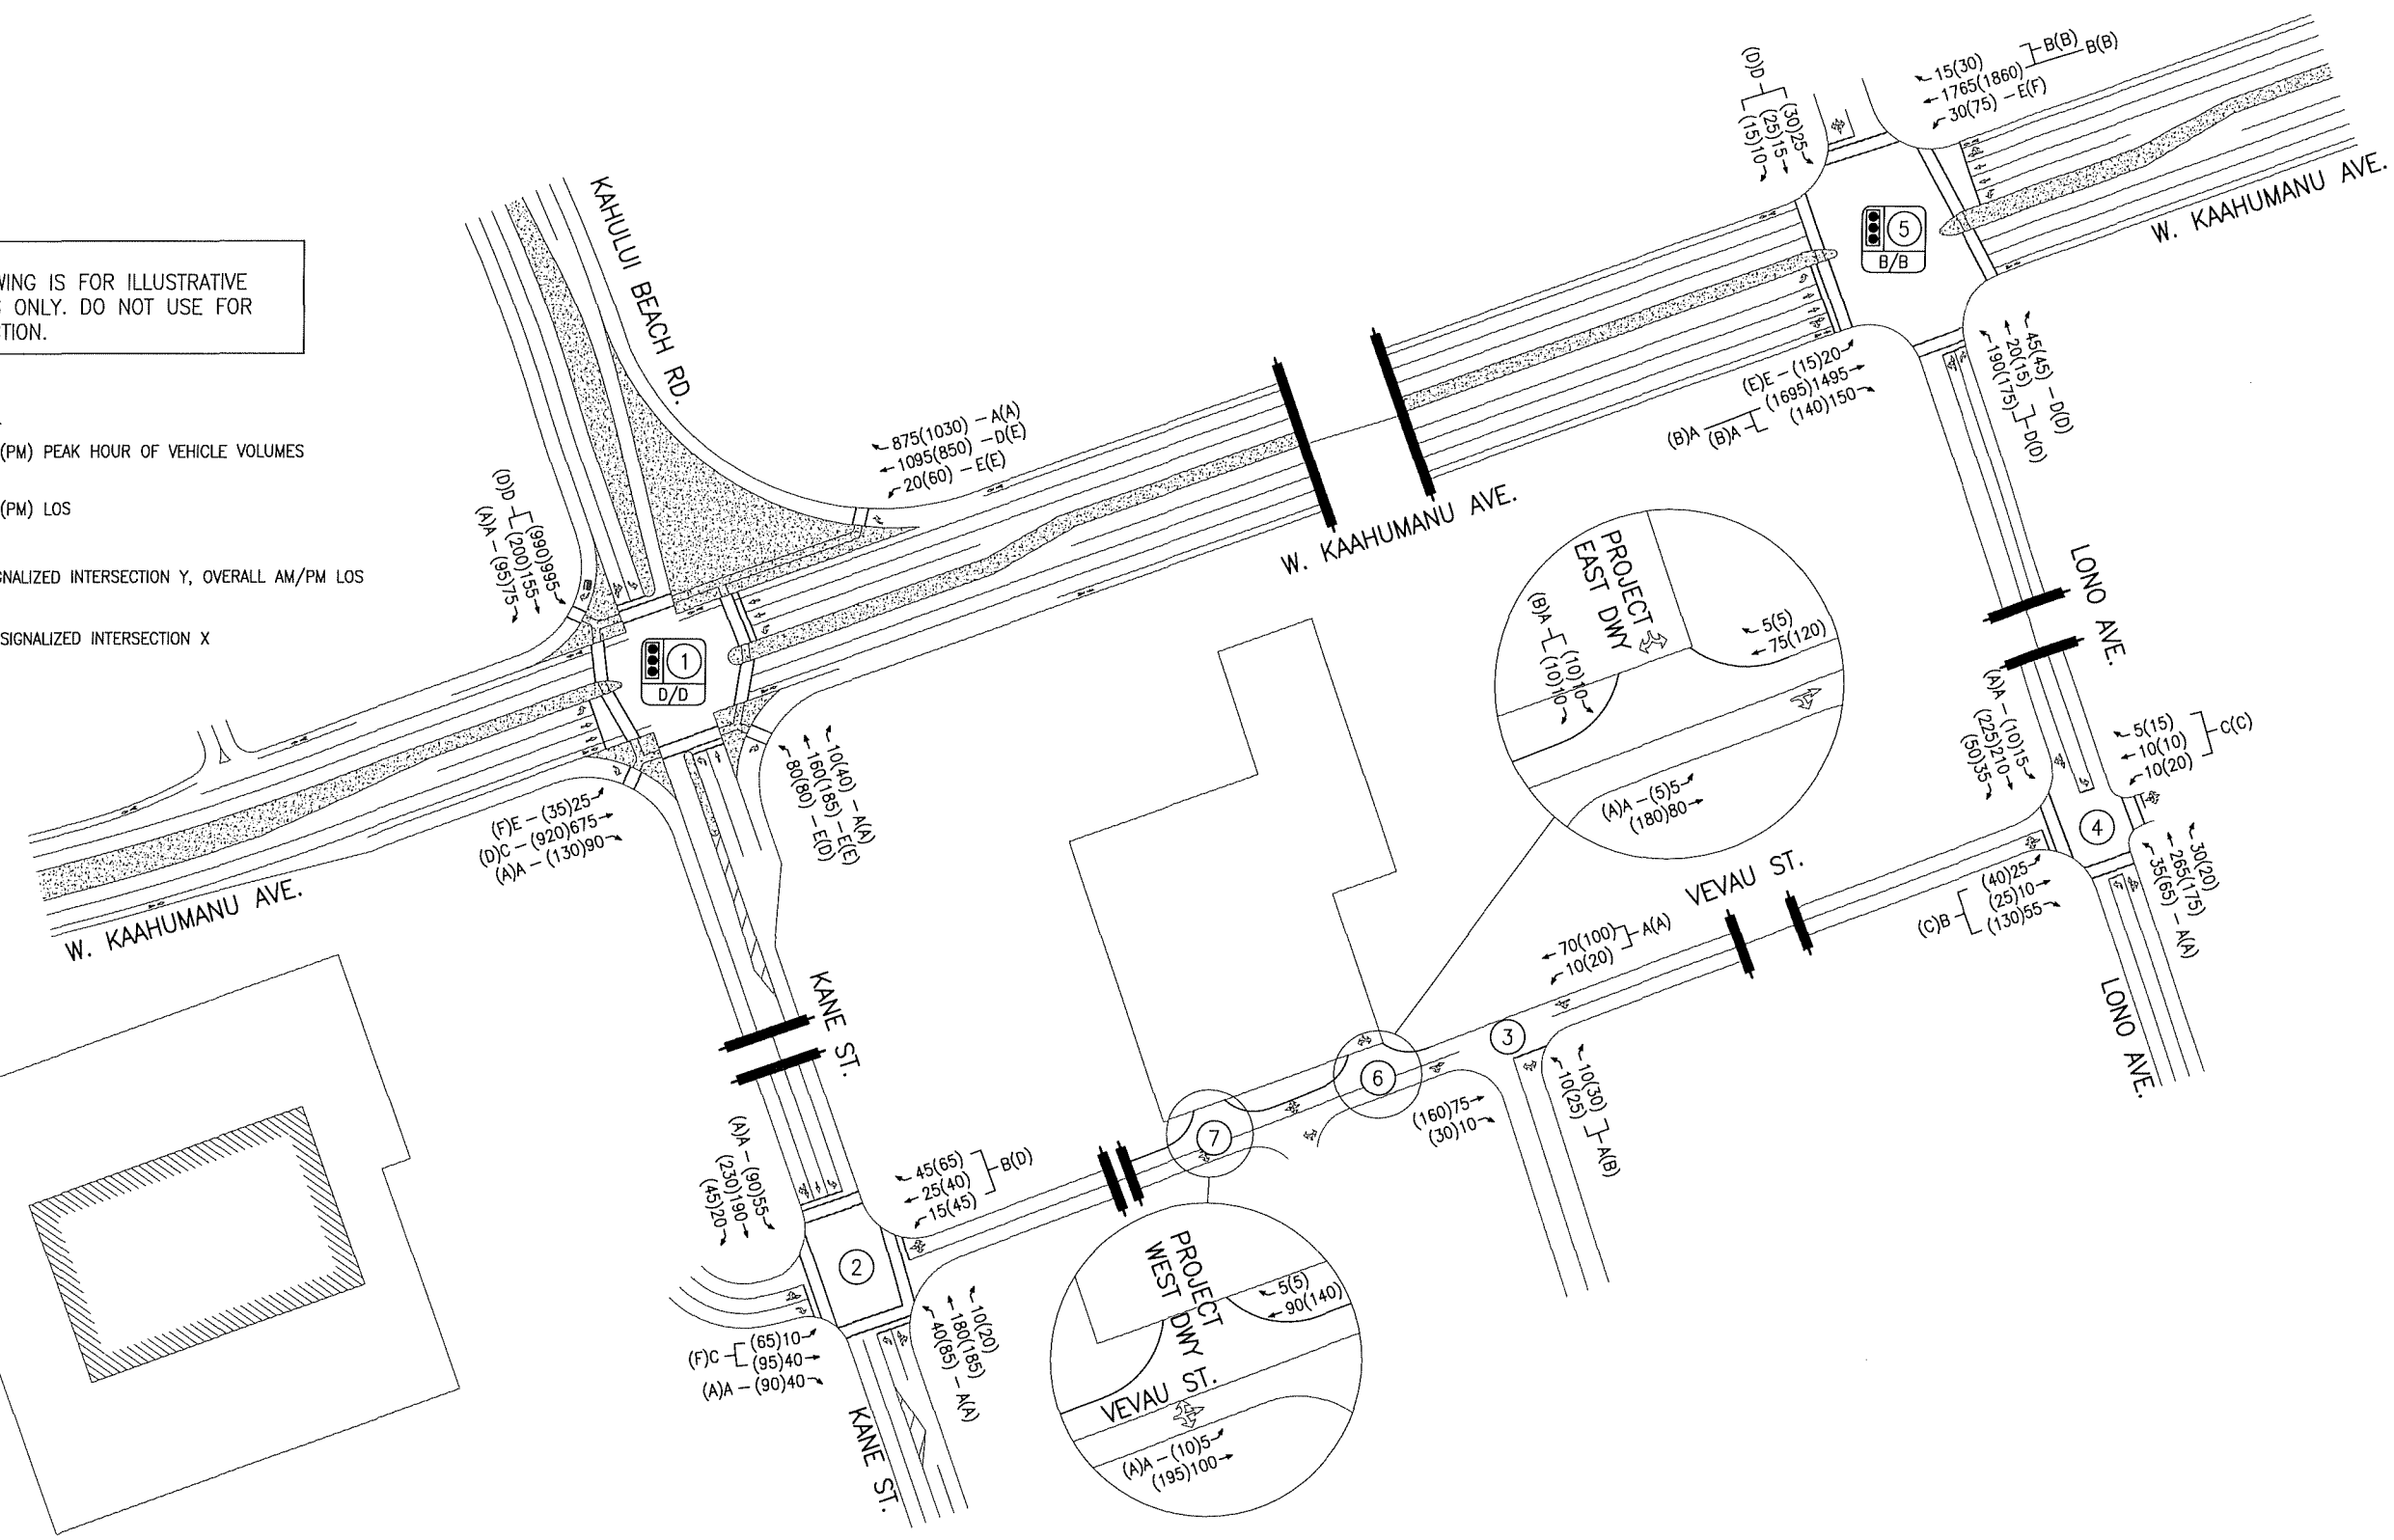 WING IS FOR ILLUSTRATIVE
ONLY. DO NOT USE FOR
TION.
(PM) PEAK HOUR OF VEHICLE VOLUMES
(PM) LOS
GNALIZED INTERSECTION Y, OVERALL AM/PM LOS
SIGNALIZED INTERSECTION X
KAHULUI BEACH RD.
(D)D
(990)995
(200)155
(A)A – (95)75
875(1030) – A(A)
1095(850) – D(E)
20(60) – E(E)
1
D/D
(F)E – (35)25
(D)C – (920)675
(A)A – (130)90
10(40) – A(A)
160(185) – E(E)
80(80) – E(D)
W. KAAHUMANU AVE.
W. KAAHUMANU AVE.
W. KAAHUMANU AVE.
(D)D
(30)25
(25)15
(15)10
15(30)
1765(1860)
B(B)
B(B)
30(75) – E(F)
5
B/B
(E)E – (15)20
(1695)1495
(140)150
(B)A
(B)A
45(45) – D(D)
20(15)
190(175)
D(D)
LONO AVE.
PROJECT
EAST DWY
(B)A
(10)10
(10)10
5(5)
75(120)
(A)A – (5)5
(180)80
(A)A – (10)15
(225)210
(50)35
5(15)
10(10)
10(20)
C(C)
4
(C)B
(40)25
(25)10
(130)55
30(20)
265(175)
35(65) – A(A)
LONO AVE.
VEVAU ST.
70(100)
10(20)
A(A)
3
(160)75
(30)10
10(30)
10(25)
A(B)
6
7
KANE ST.
(A)A – (90)55
(230)190
(45)20
45(65)
25(40)
15(45)
B(D)
2
(F)C
(65)10
(95)40
(A)A – (90)40
10(20)
180(185)
40(85) – A(A)
KANE ST.
PROJECT
WEST DWY
5(5)
90(140)
VEVAU ST.
(A)A – (10)5
(195)100